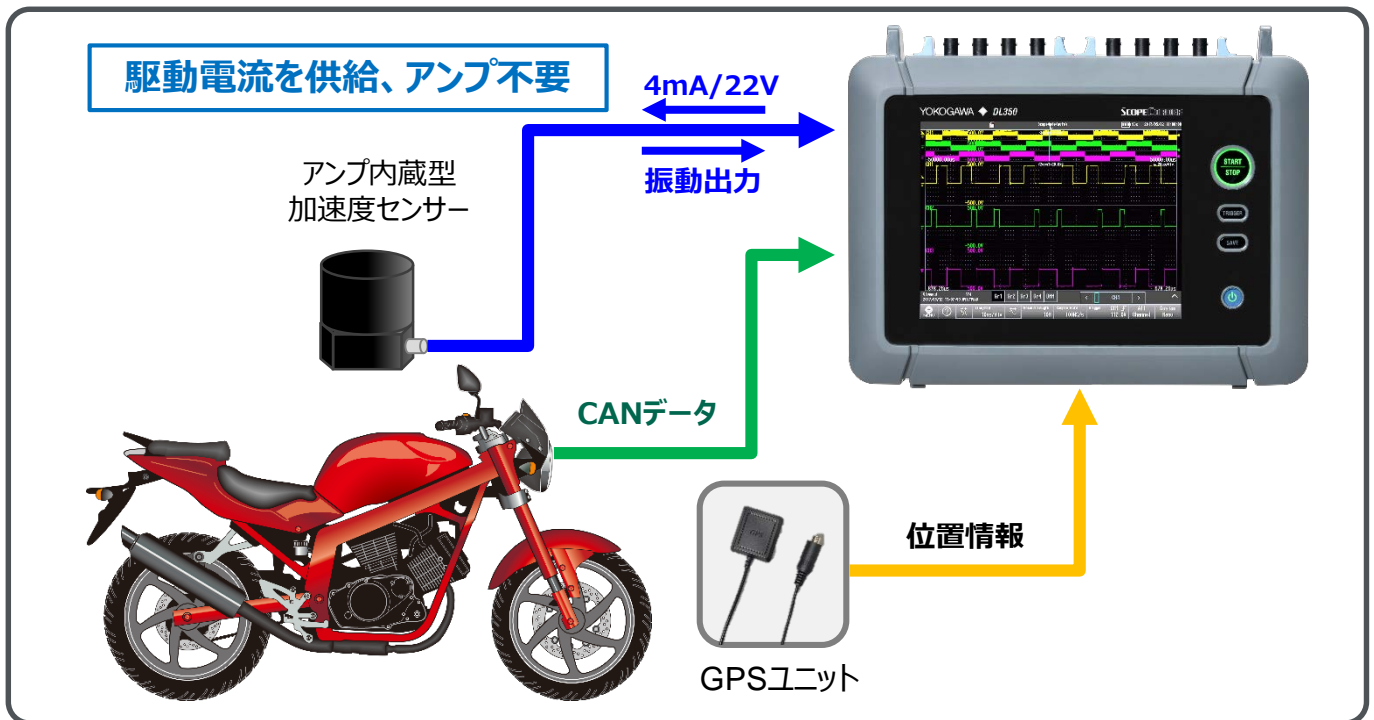 駆動電流を供給、アンプ不要
4mA/22V
振動出力
アンプ内蔵型
加速度センサー
YOKOGAWA ◆ DL350
START
STOP
TRIGGER
SAVE
CANデータ
位置情報
GPS
GPSユニット